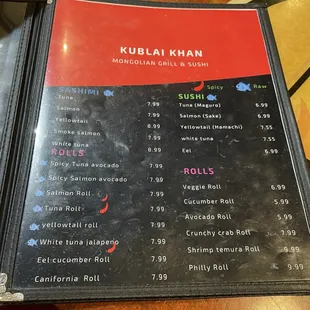 KUBLAI KHAN
MONGOLIAN GRILL & SUSHI
Spicy
Raw
SASHIMI
Tuna 7.99
Salmon 7.99
Yellowtail 7.99
Smoke salmon 8.99
White tuna 7.99
8.99
ROLLS
Spicy Tuna avocado 7.99
Spicy Salmon avocado 7.99
Salmon Roll 7.99
Tuna Roll 7.99
yellowtail roll 7.99
White tuna jalapeno 7.99
Eel cucumber Roll 7.99
Canifornia Roll 7.99
SUSHI
Tuna (Maguro) 6.99
Salmon (Sake) 6.99
Yellowtail (Hamachi) 7.55
white tuna 7.55
Eel 6.99
ROLLS
Veggie Roll 6.99
Cucumber Roll 5.99
Avocado Roll 5.99
Crunchy crab Roll 7.99
Shrimp temura Roll 9.99
Philly Roll 9.99